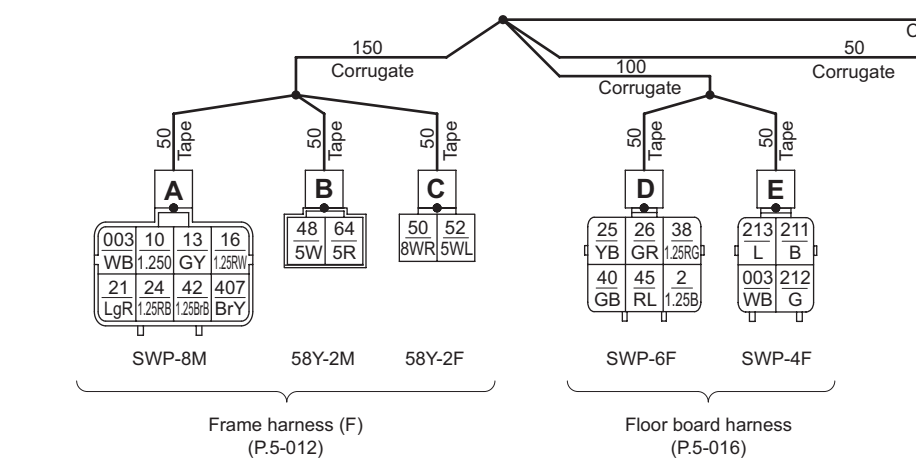 C
150
Corrugate
50
Corrugate
100
Corrugate
50 Tape
50 Tape
50 Tape
50 Tape
50 Tape
A B C D E
003 10 13 16
WB 1.250 GY 1.25RW
21 24 42 407
LgR 1.25RB 1.25BrB BrY
48 64
5W 5R
50 52
8WR 5WL
25 26 38
YB GR 1.25RG
40 45 2
GB RL 1.25B
213 211
L B
003 212
WB G
SWP-8M 58Y-2M 58Y-2F SWP-6F SWP-4F
Frame harness (F)
(P.5-012)
Floor board harness
(P.5-016)